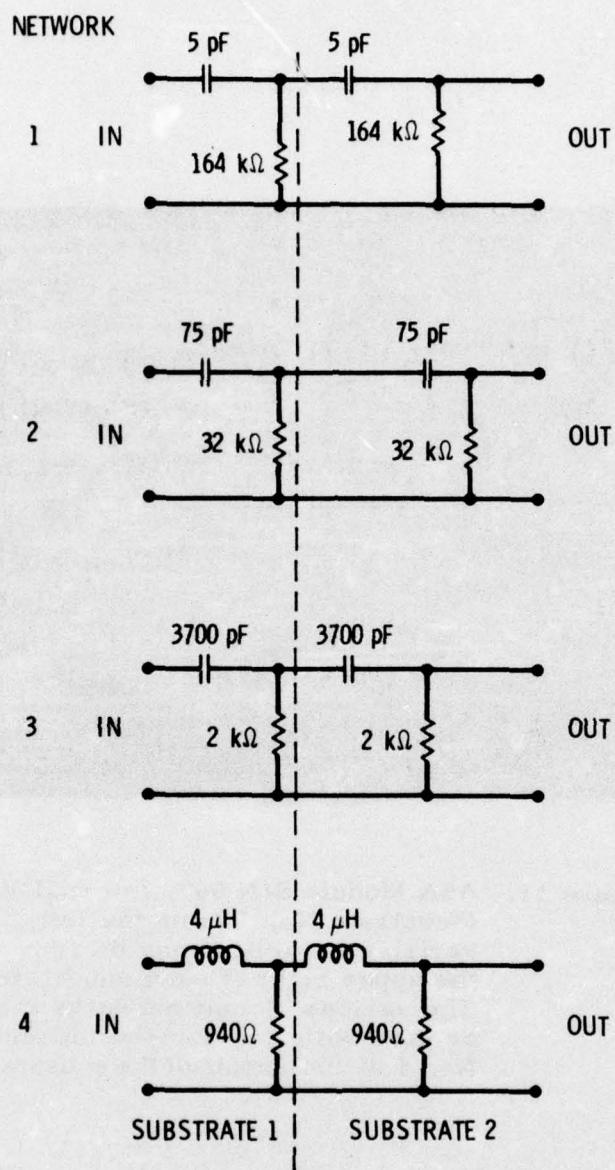 NETWORK
5 pF 5 pF
1 IN 164 kΩ 164 kΩ OUT
75 pF 75 pF
2 IN 32 kΩ 32 kΩ OUT
3700 pF 3700 pF
3 IN 2 kΩ 2 kΩ OUT
4 μH 4 μH
4 IN 940Ω 940Ω OUT
SUBSTRATE 1 SUBSTRATE 2